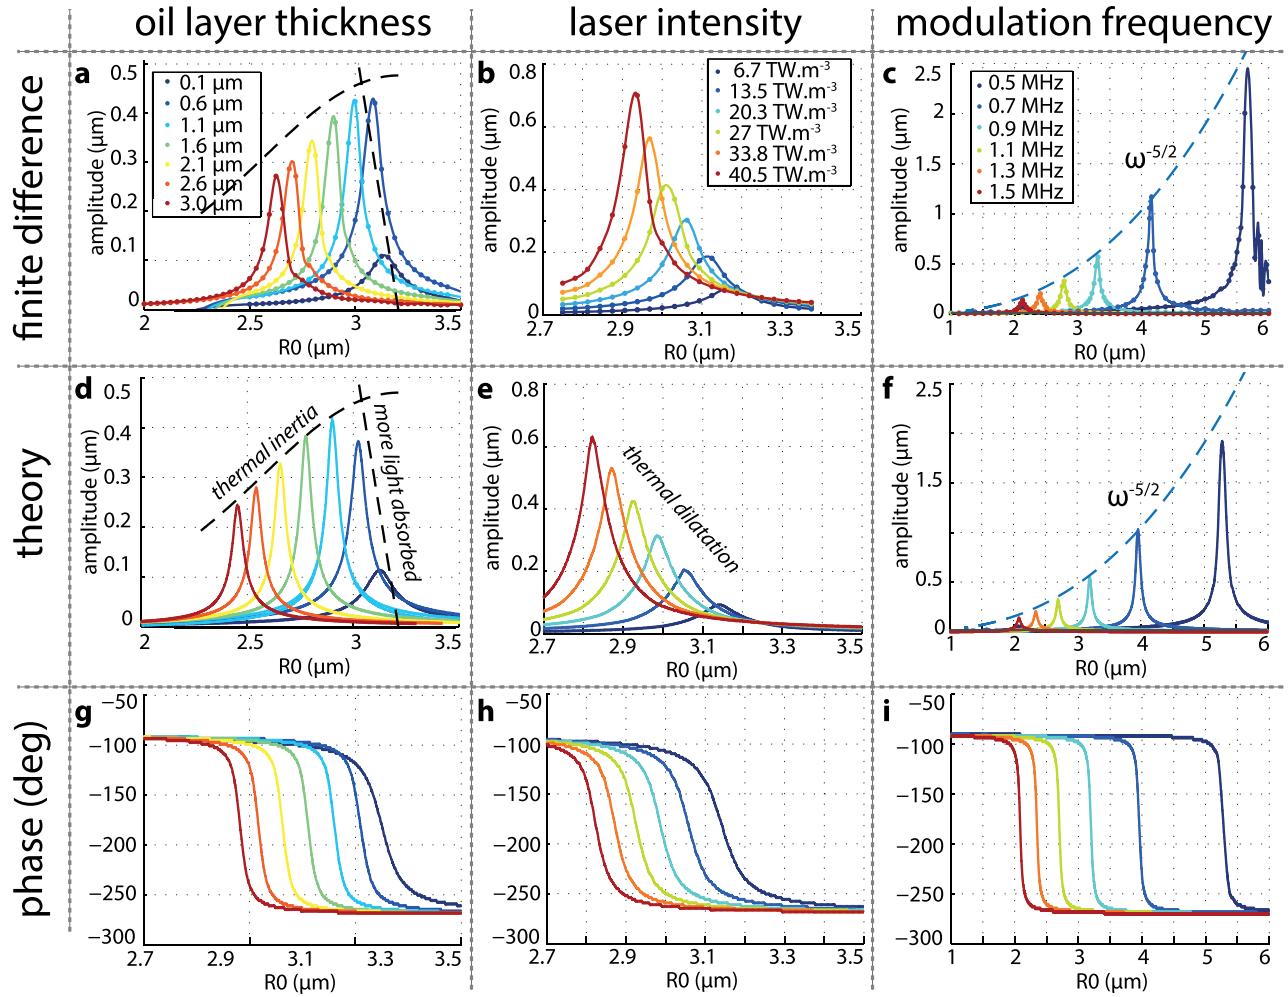 oil layer thickness
laser intensity
modulation frequency
finite difference
theory
phase (deg)
a
0.5
0.4
0.3
0.2
0.1
0
amplitude (µm)
0.1 µm
0.6 µm
1.1 µm
1.6 µm
2.1 µm
2.6 µm
3.0 µm
2 2.5 3 3.5
R0 (µm)
b
0.8
0.6
0.4
0.2
0
amplitude (µm)
6.7 TW.m-3
13.5 TW.m-3
20.3 TW.m-3
27 TW.m-3
33.8 TW.m-3
40.5 TW.m-3
2.7 2.9 3.1 3.3 3.5
R0 (µm)
c
2.5
2
1.5
1
0.5
0
amplitude (µm)
0.5 MHz
0.7 MHz
0.9 MHz
1.1 MHz
1.3 MHz
1.5 MHz
ω-5/2
1 2 3 4 5 6
R0 (µm)
d
0.5
0.4
0.3
0.2
0.1
0
amplitude (µm)
thermal inertia
more light absorbed
2 2.5 3 3.5
R0 (µm)
e
0.8
0.6
0.4
0.2
0
amplitude (µm)
thermal dilatation
2.7 2.9 3.1 3.3 3.5
R0 (µm)
f
2.5
2
1.5
1
0.5
0
amplitude (µm)
ω-5/2
1 2 3 4 5 6
R0 (µm)
g
−50
−100
−150
−200
−250
−300
2.7 2.9 3.1 3.3
R0 (µm)
h
−50
−100
−150
−200
−250
−300
2.7 2.9 3.1 3.3 3.5
R0 (µm)
i
−50
−100
−150
−200
−250
−300
1 2 3 4 5 6
R0 (µm)